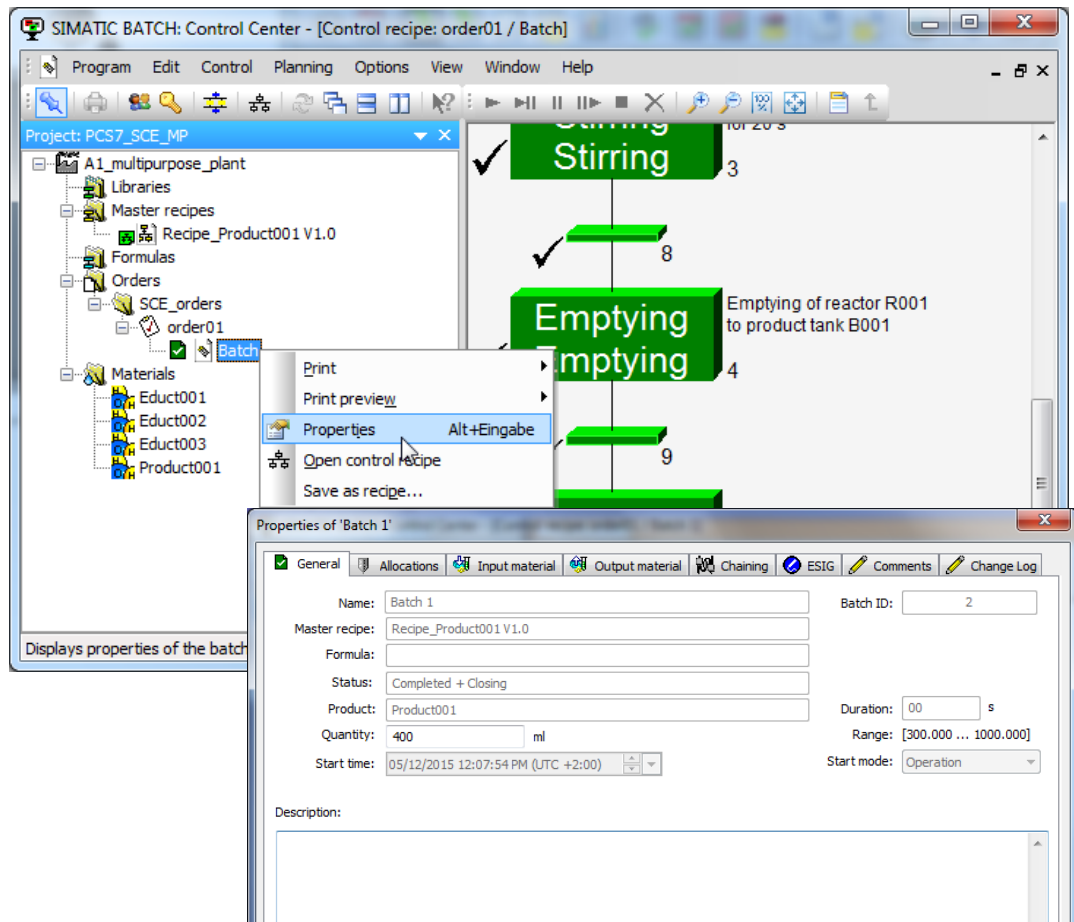 SIMATIC BATCH: Control Center - [Control recipe: order01 / Batch]
Program Edit Control Planning Options View Window Help
Project: PCS7_SCE_MP
A1_multipurpose_plant
Libraries
Master recipes
Recipe_Product001 V1.0
Formulas
Orders
SCE_orders
order01
Batch
Materials
Educt001
Educt002
Educt003
Product001
Displays properties of the batch
Stirring
for 20 s
Stirring
3
8
Emptying
Emptying of reactor R001
to product tank B001
Emptying
4
9
Print
Print preview
Properties Alt+Eingabe
Open control recipe
Save as recipe...
Properties of 'Batch 1'
General Allocations Input material Output material Chaining ESIG Comments Change Log
Name: Batch 1 Batch ID: 2
Master recipe: Recipe_Product001 V1.0
Formula:
Status: Completed + Closing
Product: Product001 Duration: 00 s
Quantity: 400 ml Range: [300.000 ... 1000.000]
Start time: 05/12/2015 12:07:54 PM (UTC +2:00) Start mode: Operation
Description: